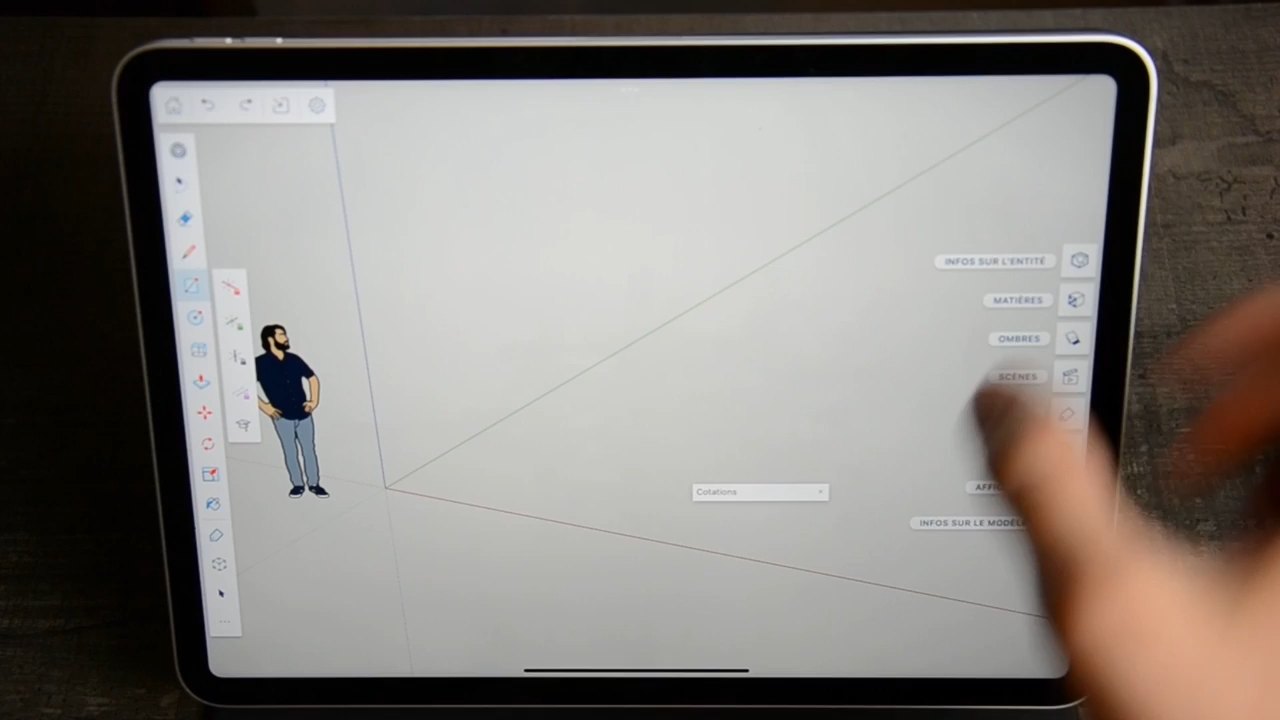 INFOS SUR L'ENTITÉ
MATIÈRES
OMBRES
SCÈNES
Cotations
INFOS SUR LE MODÈLE